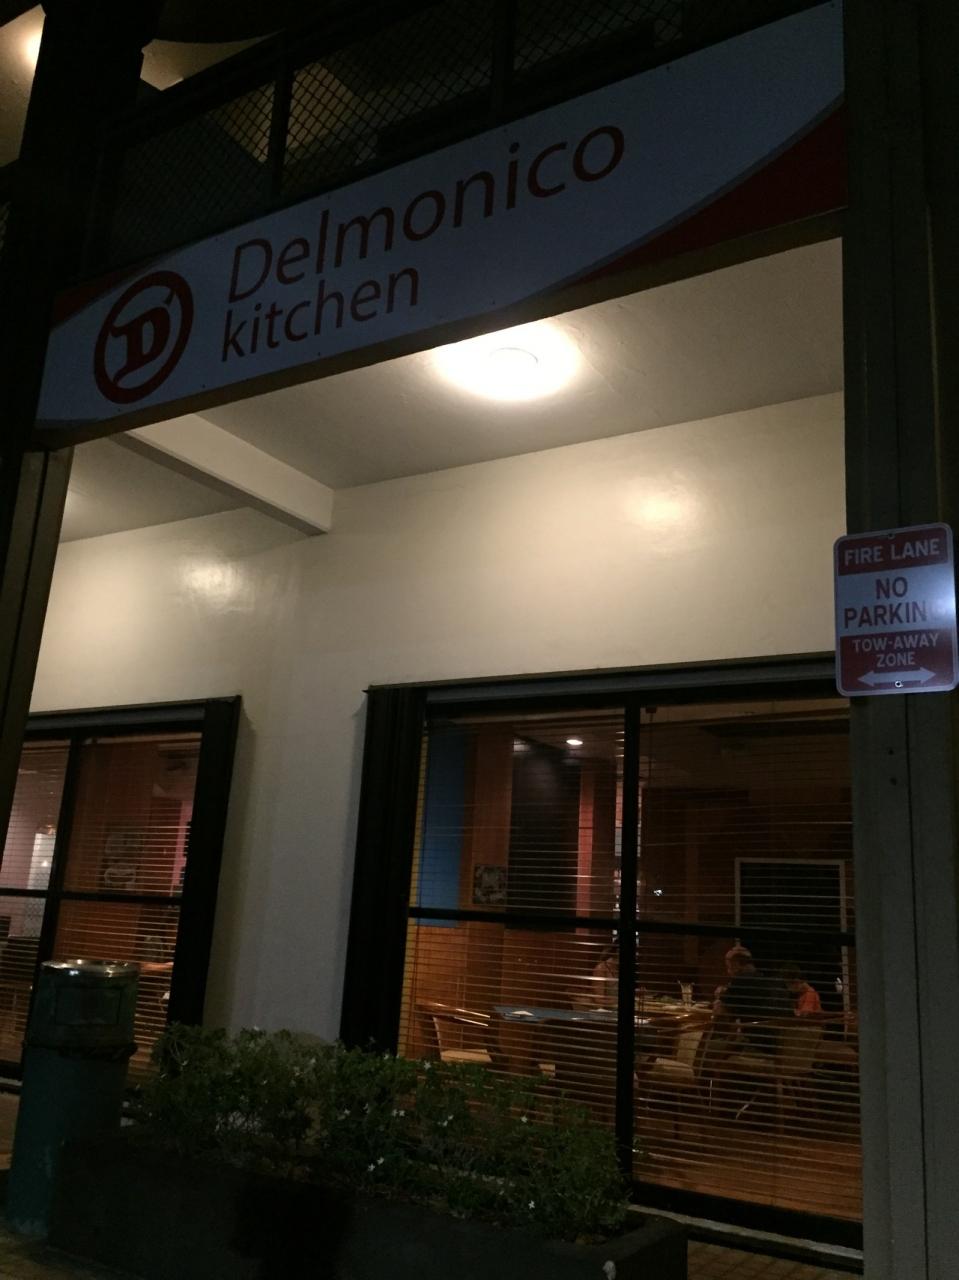 D
Delmonico
kitchen
FIRE LANE
NO
PARKING
TOW-AWAY
ZONE